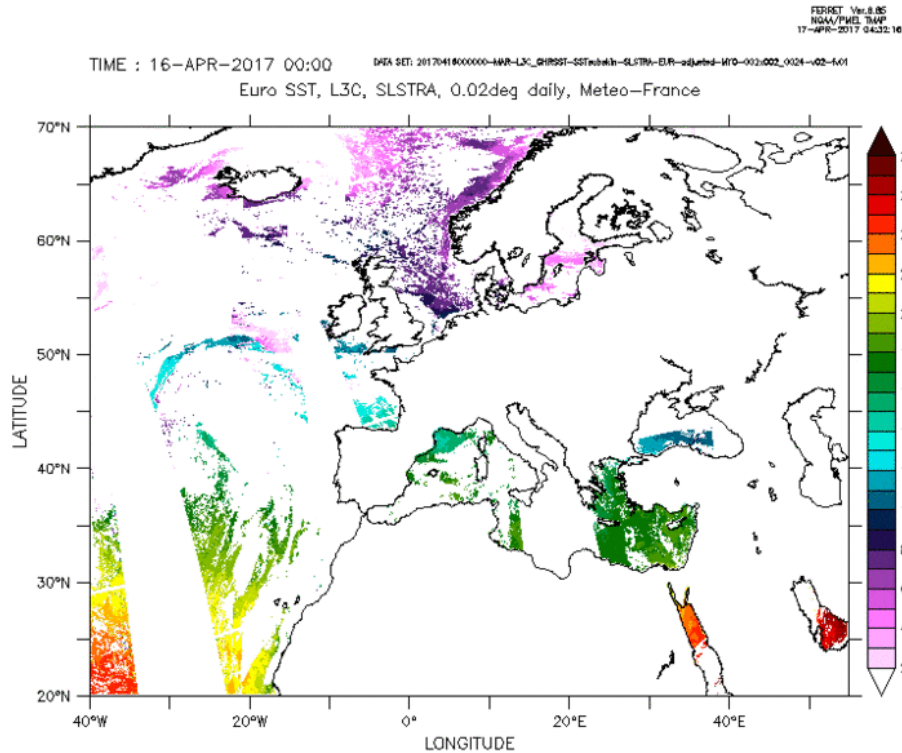 FERRET Ver.6.85
NOAA/PMEL TMAP
17-APR-2017 04:32:16
TIME : 16-APR-2017 00:00
DATA SET:
Euro SST, L3C, SLSTRA, 0.02deg daily, Meteo-France
70°N
60°N
50°N
40°N
30°N
20°N
LATITUDE
40°W
20°W
0°
20°E
40°E
LONGITUDE